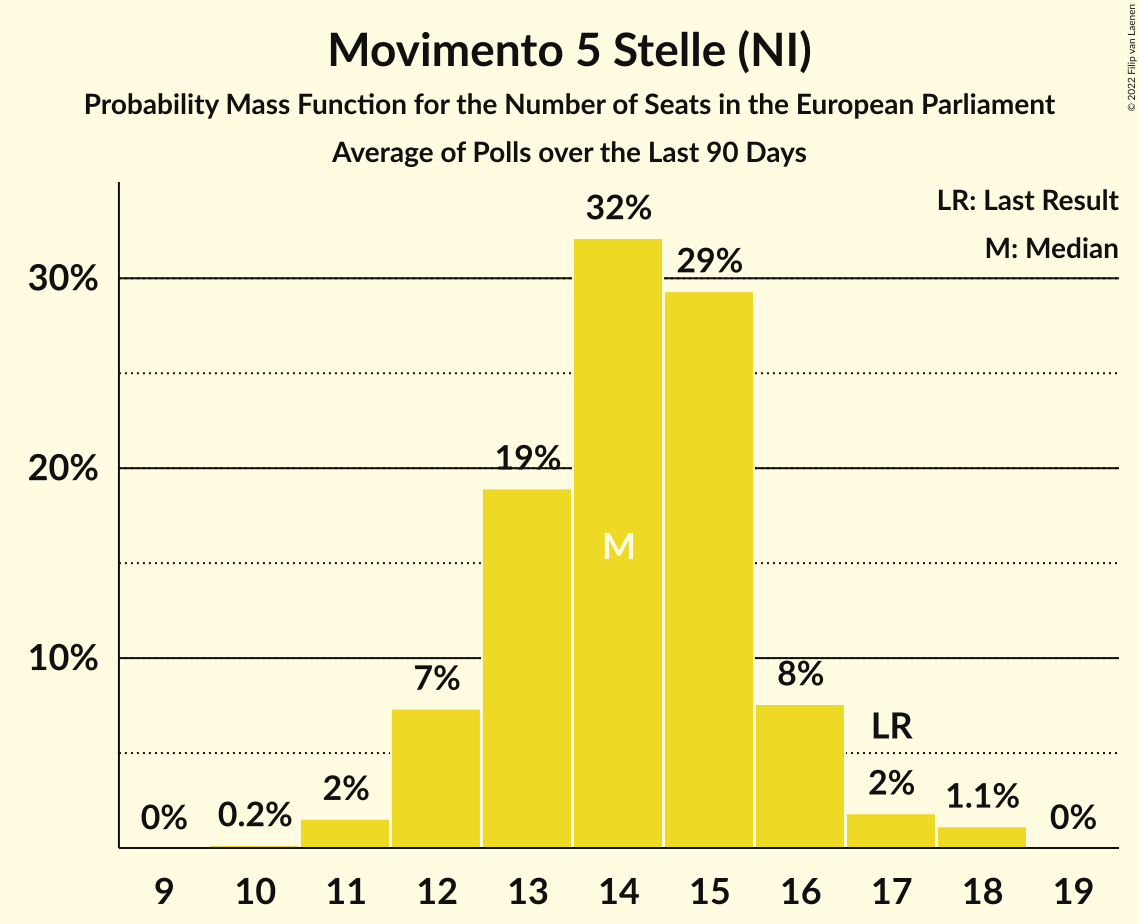 Movimento 5 Stelle (NI)
Probability Mass Function for the Number of Seats in the European Parliament
Average of Polls over the Last 90 Days
© 2022 Filip van Laenen
LR: Last Result
M: Median
30%
20%
10%
0%
0.2%
2%
7%
19%
32%
M
29%
8%
LR
2%
1.1%
0%
9 10 11 12 13 14 15 16 17 18 19